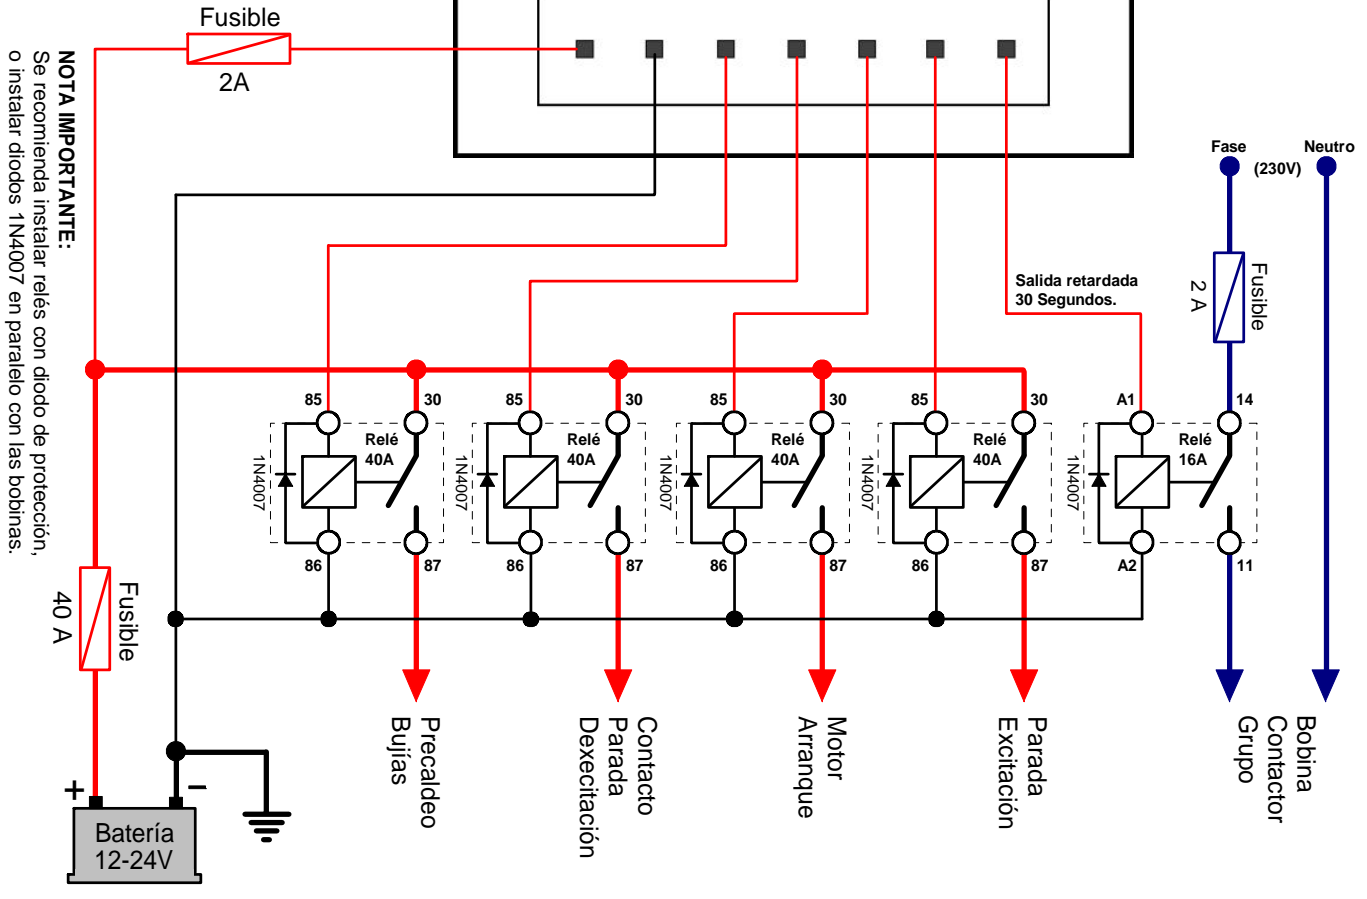 Fusible
2A
NOTA IMPORTANTE:
Se recomienda instalar relés con diodo de protección,
o instalar diodos 1N4007 en paralelo con las bobinas.
Fase
(230V)
Neutro
Fusible
2 A
Salida retardada
30 Segundos.
85
30
Relé
40A
1N4007
86
87
85
30
Relé
40A
1N4007
86
87
85
30
Relé
40A
1N4007
86
87
85
30
Relé
40A
1N4007
86
87
A1
14
Relé
16A
1N4007
A2
11
Fusible
40 A
Precaldeo
Bujías
Contacto
Parada
Dexecitación
Motor
Arranque
Parada
Excitación
Bobina
Contactor
Grupo
+
−
Batería
12-24V